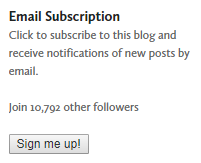 Email Subscription
Click to subscribe to this blog and
receive notifications of new posts by
email.
Join 10,792 other followers
Sign me up!